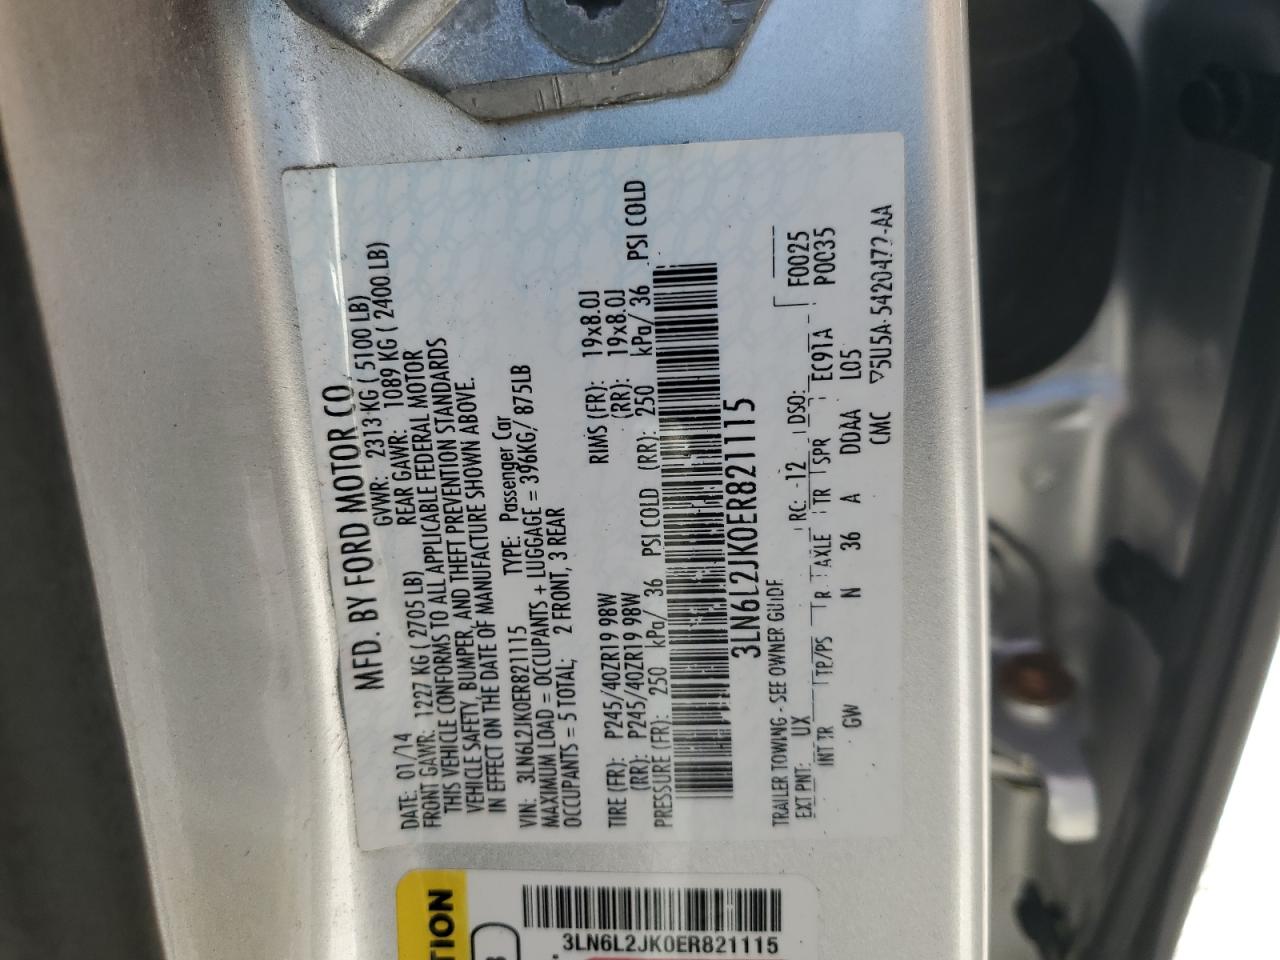 MFD. BY FORD MOTOR CO.
DATE: 01/14 GVWR: 2313 KG ( 5100 LB)
FRONT GAWR: 1227 KG ( 2705 LB) REAR GAWR: 1089 KG ( 2400 LB)
THIS VEHICLE CONFORMS TO ALL APPLICABLE FEDERAL MOTOR
VEHICLE SAFETY, BUMPER, AND THEFT PREVENTION STANDARDS
IN EFFECT ON THE DATE OF MANUFACTURE SHOWN ABOVE.
VIN: 3LN6L2JK0ER821115 TYPE: Passenger Car
MAXIMUM LOAD = OCCUPANTS + LUGGAGE = 396KG/ 875LB
OCCUPANTS = 5 TOTAL; 2 FRONT, 3 REAR
TIRE (FR): P245/40ZR19 98W RIMS (FR): 19x8.0J
(RR): P245/40ZR19 98W (RR): 19x8.0J
PRESSURE (FR): 250 kPa/ 36 PSI COLD (RR): 250 kPa/ 36 PSI COLD
3LN6L2JK0ER821115
TRAILER TOWING - SEE OWNER GUIDE
EXT PNT: UX RC: 12 DSO: F0025
INT TR TP/PS R AXLE TR SPR EC91A P0035
GW N 36 A DDAA L05
CMC ▽5U5A-5420472-AA
TION
3LN6L2JK0ER821115